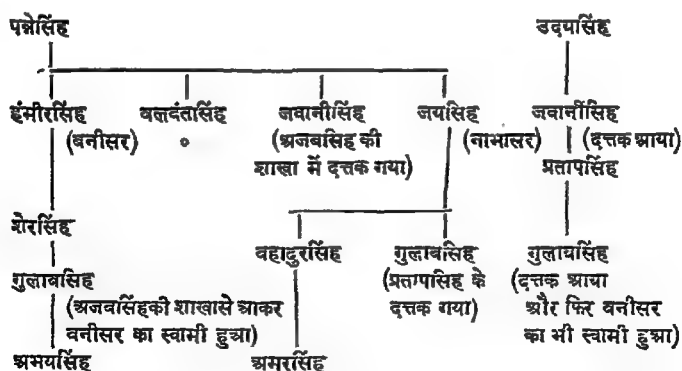 पन्नेसिंह उदयसिंह
हंमीरसिंह वलवंतसिंह जवानीसिंह जयसिंह जवानीसिंह
(बनीसर) (अजबसिंह की (नाभासर) (दत्तक आया)
शाखा में दत्तक गया) प्रतापसिंह
शेरसिंह
बहादुरसिंह गुलाबसिंह गुलाबसिंह
गुलाबसिंह (प्रतापसिंह के (दत्तक आया
(अजबसिंहकी शाखासे आकर दत्तक गया) और फिर बनीसर
बनीसर का स्वामी हुआ) का भी स्वामी हुआ)
अभयसिंह अमरसिंह